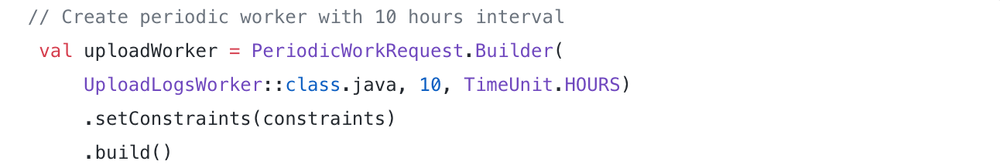 // Create periodic worker with 10 hours interval
val uploadWorker = PeriodicWorkRequest.Builder(
UploadLogsWorker::class.java, 10, TimeUnit.HOURS)
.setConstraints(constraints)
.build()